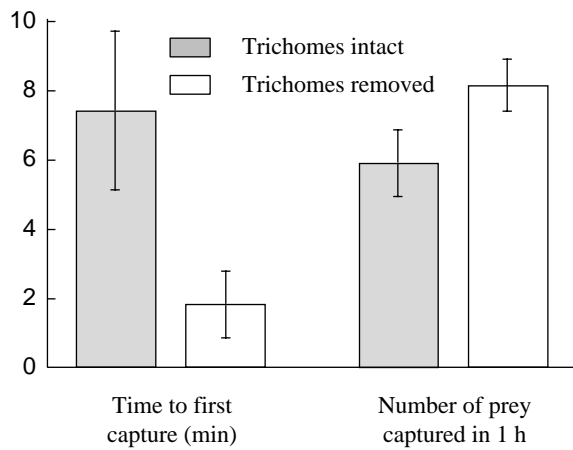 10
8
6
4
2
0
Trichomes intact
Trichomes removed
Time to first
capture (min)
Number of prey
captured in 1 h